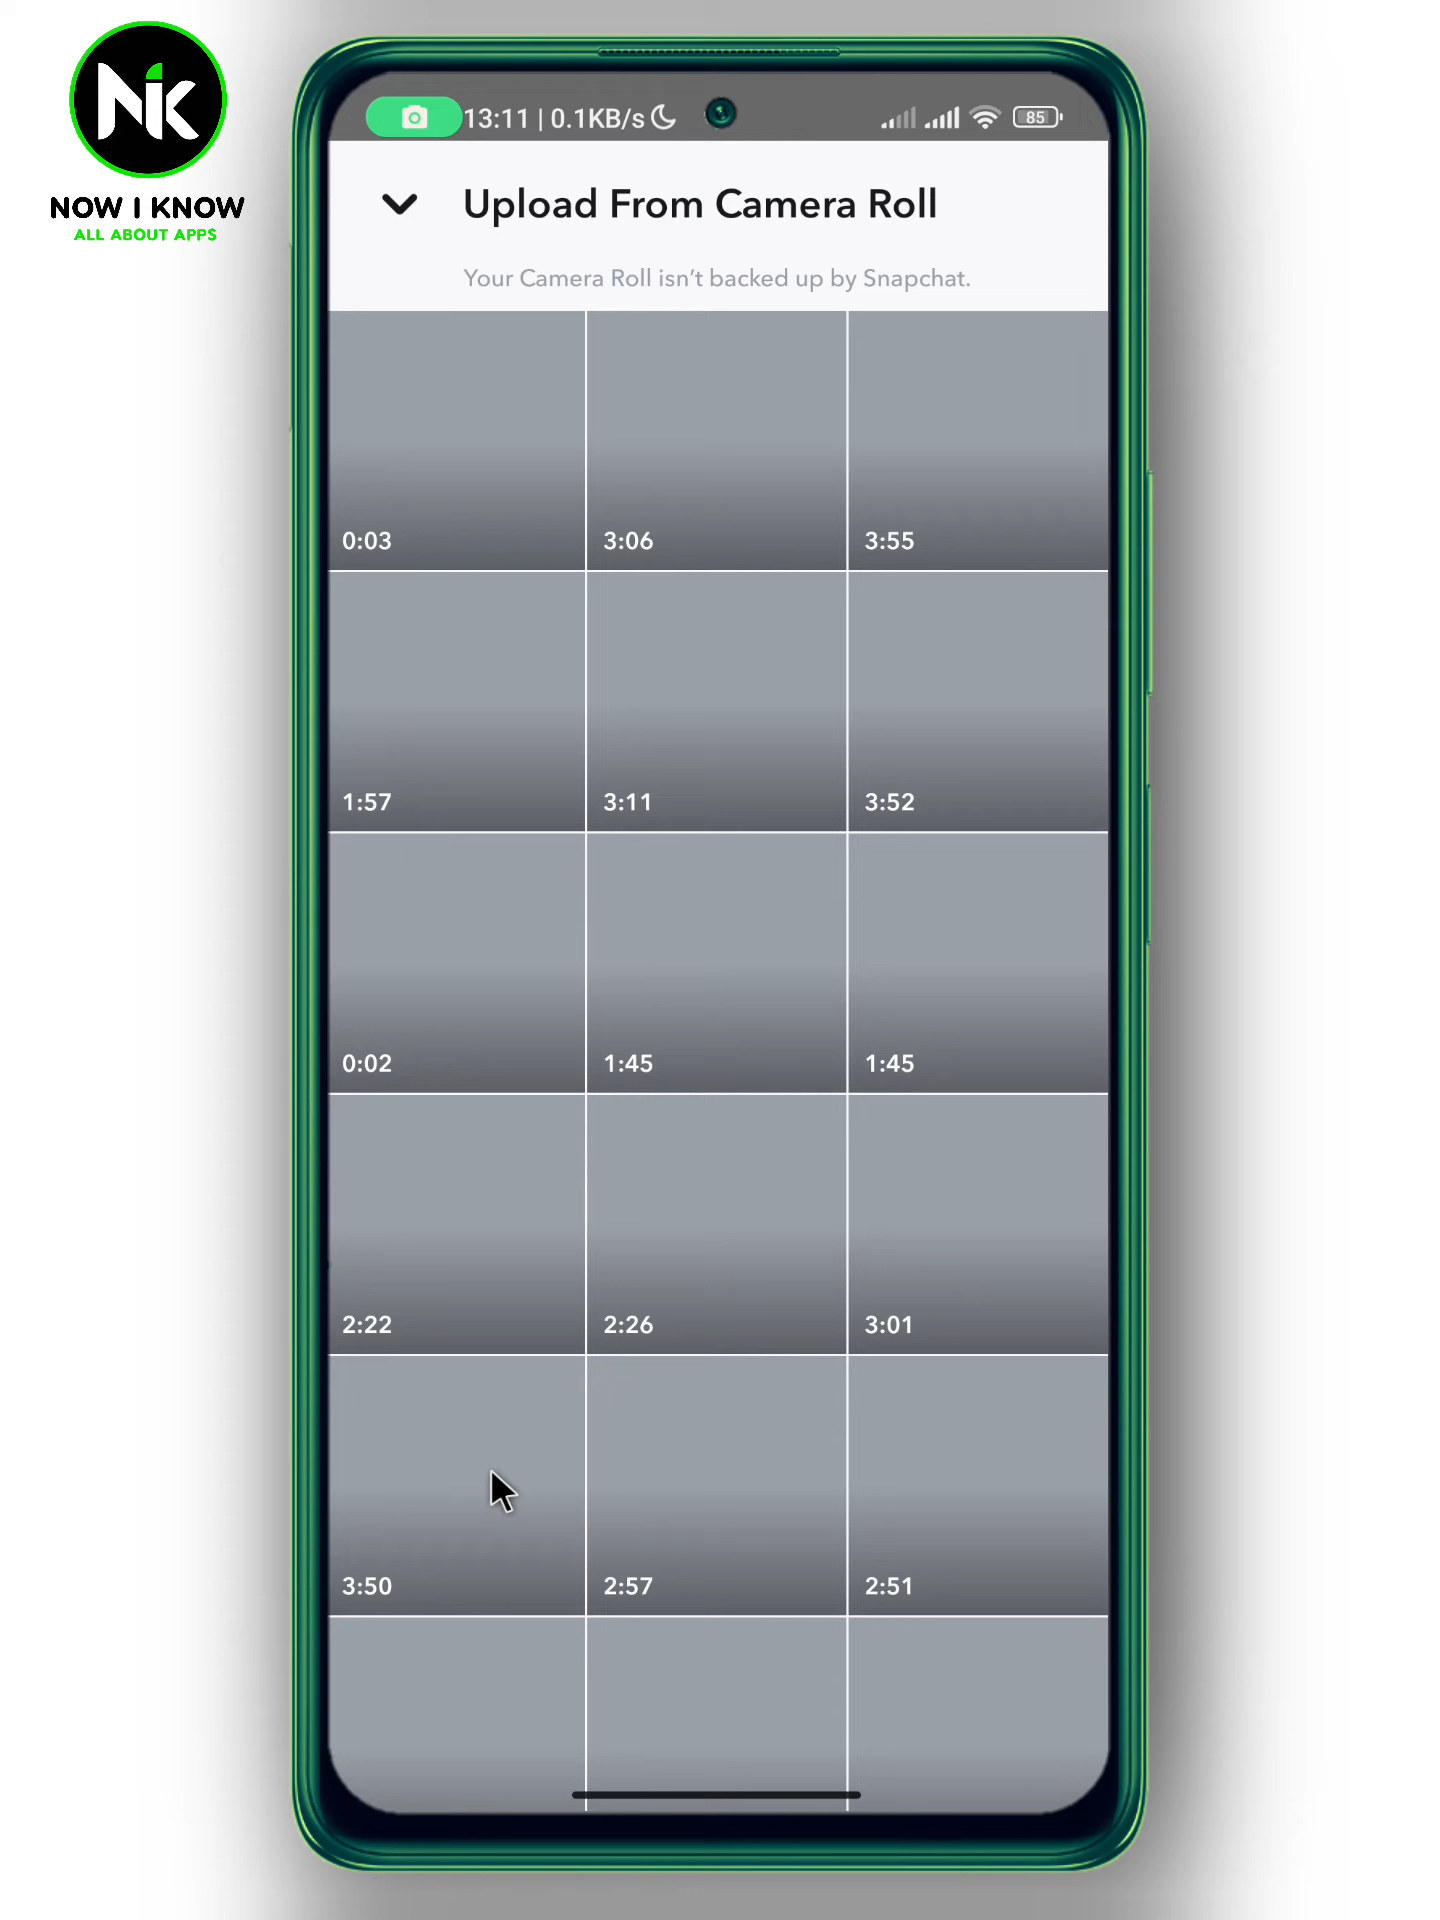 NiK
NOW I KNOW
ALL ABOUT APPS
13:11 | 0.1KB/s
85
Upload From Camera Roll
Your Camera Roll isn't backed up by Snapchat.
0:03 3:06 3:55
1:57 3:11 3:52
0:02 1:45 1:45
2:22 2:26 3:01
3:50 2:57 2:51